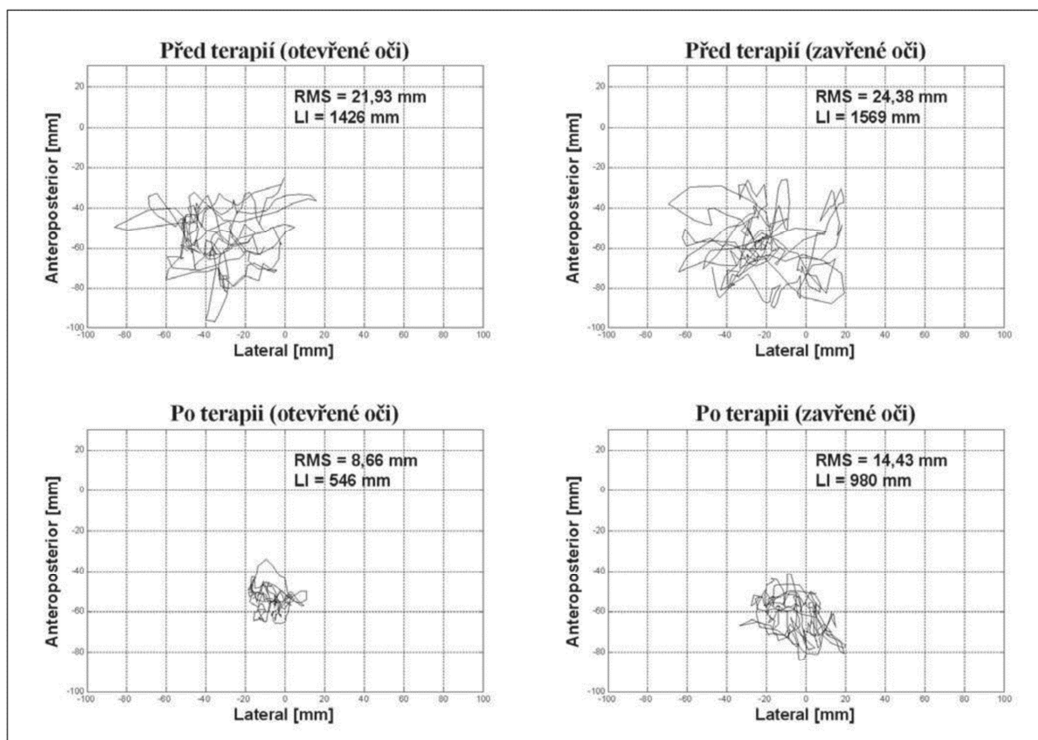 Před terapií (otevřené oči)
RMS = 21,93 mm
LI = 1426 mm
Anteroposterior [mm]
20
0
-20
-40
-60
-80
-100
-100 -80 -60 -40 -20 0 20 40 60 80 100
Lateral [mm]
Před terapií (zavřené oči)
RMS = 24,38 mm
LI = 1569 mm
Anteroposterior [mm]
20
0
-20
-40
-60
-80
-100
-100 -80 -60 -40 -20 0 20 40 60 80 100
Lateral [mm]
Po terapii (otevřené oči)
RMS = 8,66 mm
LI = 546 mm
Anteroposterior [mm]
20
0
-20
-40
-60
-80
-100
-100 -80 -60 -40 -20 0 20 40 60 80 100
Lateral [mm]
Po terapii (zavřené oči)
RMS = 14,43 mm
LI = 980 mm
Anteroposterior [mm]
20
0
-20
-40
-60
-80
-100
-100 -80 -60 -40 -20 0 20 40 60 80 100
Lateral [mm]